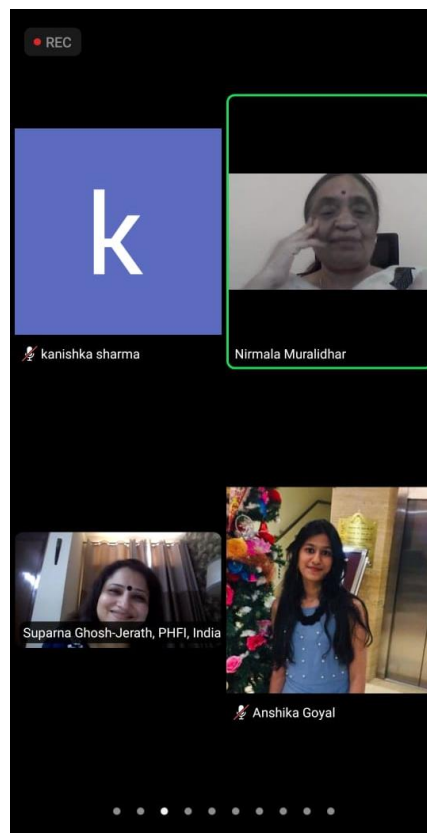 REC
k
kanishka sharma
Nirmala Muralidhar
Suparna Ghosh-Jerath, PHFI, India
Anshika Goyal